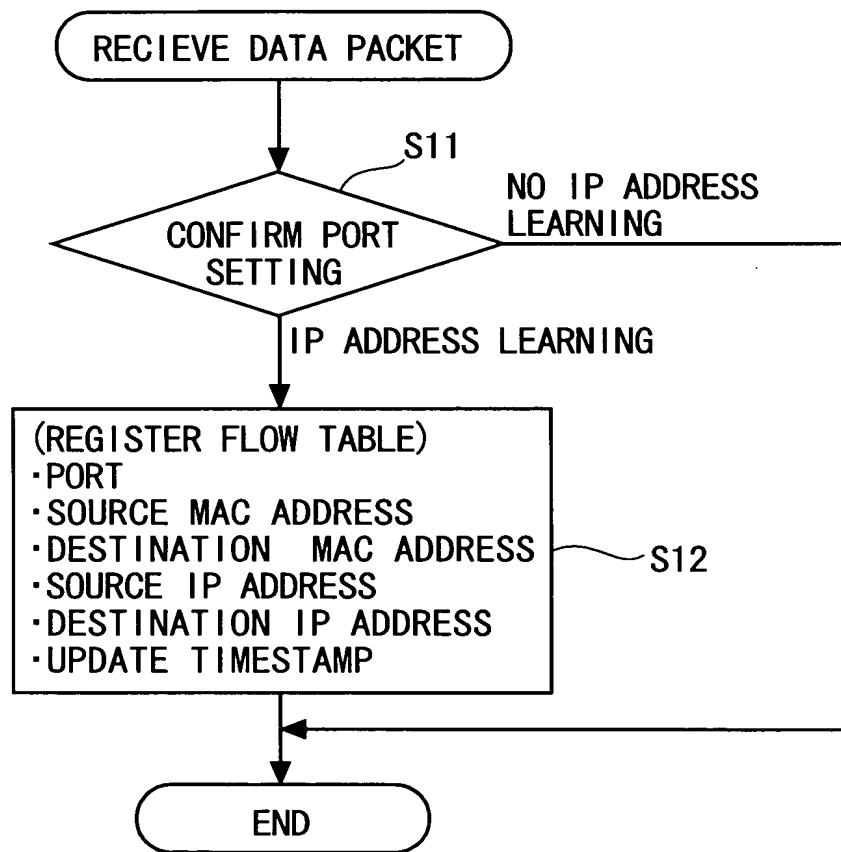 RECIEVE DATA PACKET
S11
NO IP ADDRESS
LEARNING
CONFIRM PORT
SETTING
IP ADDRESS LEARNING
(REGISTER FLOW TABLE)
·PORT
·SOURCE MAC ADDRESS
·DESTINATION MAC ADDRESS
·SOURCE IP ADDRESS
·DESTINATION IP ADDRESS
·UPDATE TIMESTAMP
S12
END